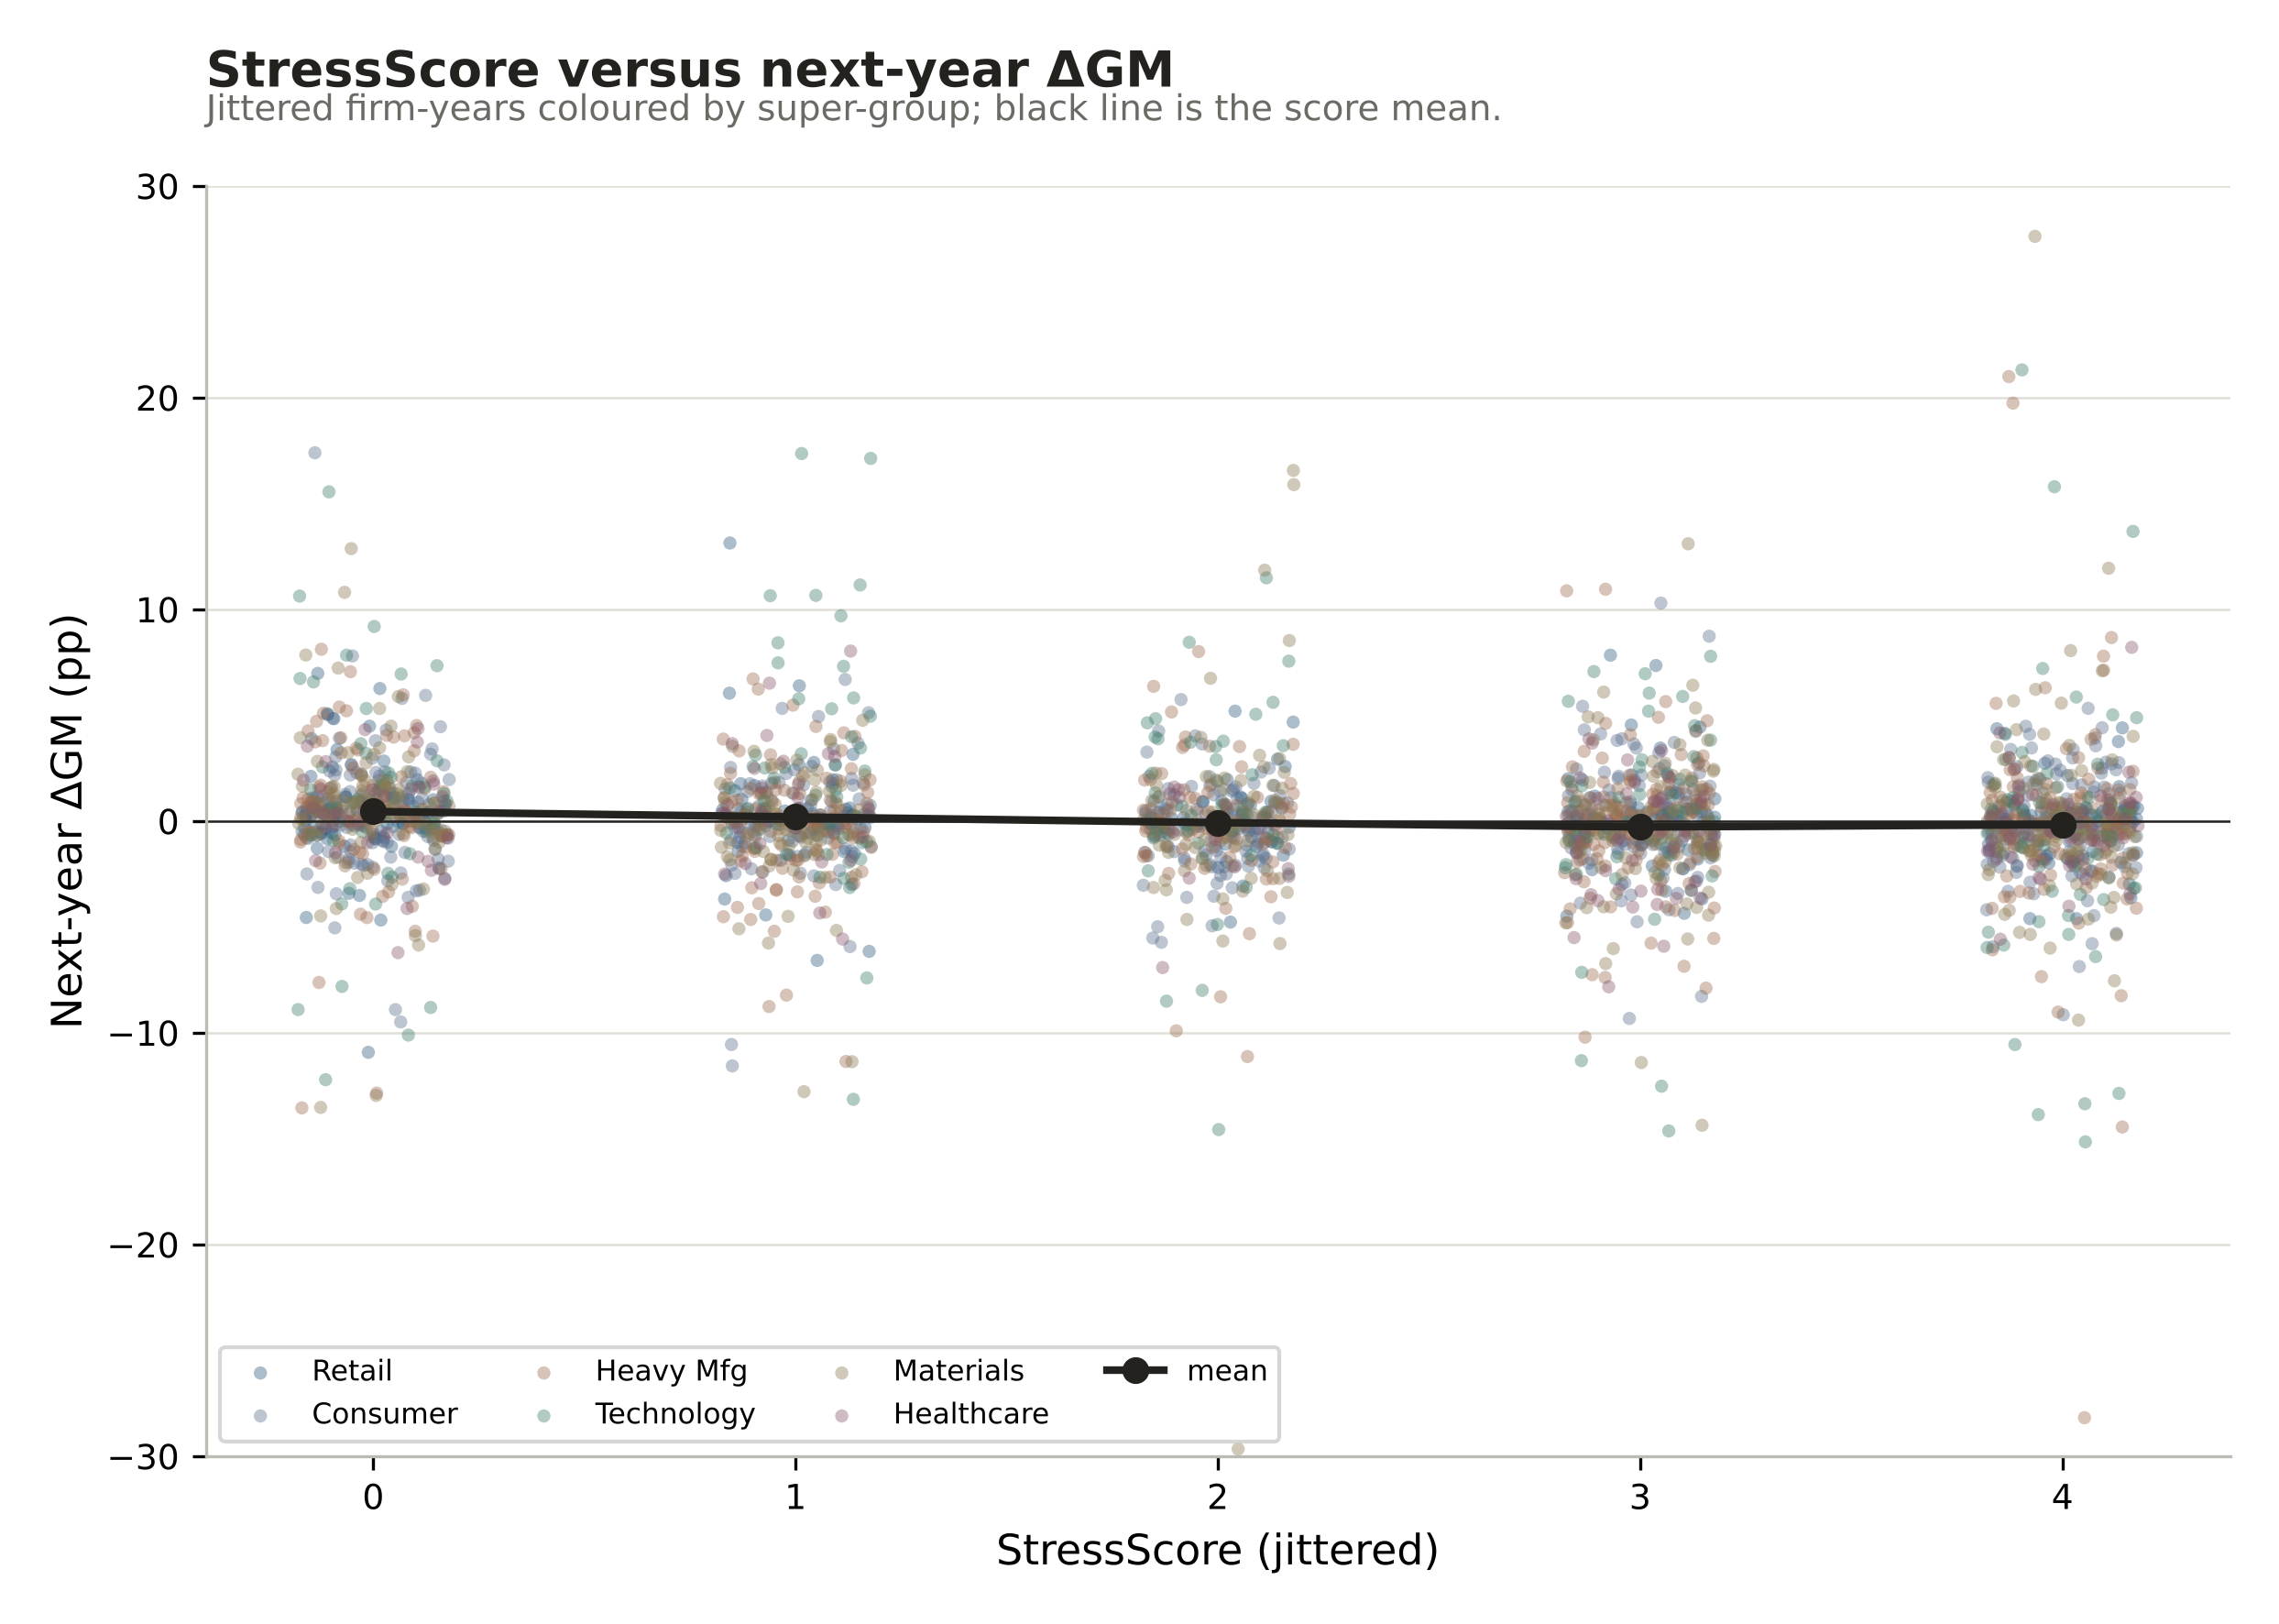 StressScore versus next-year ΔGM
Jittered firm-years coloured by super-group; black line is the score mean.
Next-year ΔGM (pp)
30
20
10
0
−10
−20
−30
Retail
Consumer
Heavy Mfg
Technology
Materials
Healthcare
mean
0 1 2 3 4
StressScore (jittered)